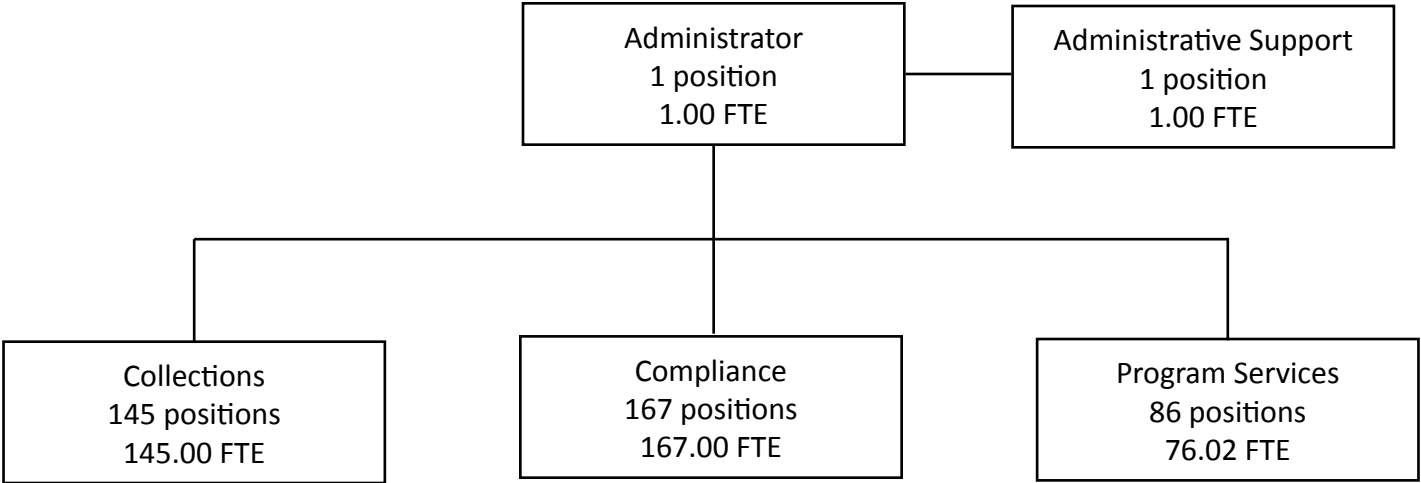 Administrator
1 position
1.00 FTE
Administrative Support
1 position
1.00 FTE
Collections
145 positions
145.00 FTE
Compliance
167 positions
167.00 FTE
Program Services
86 positions
76.02 FTE